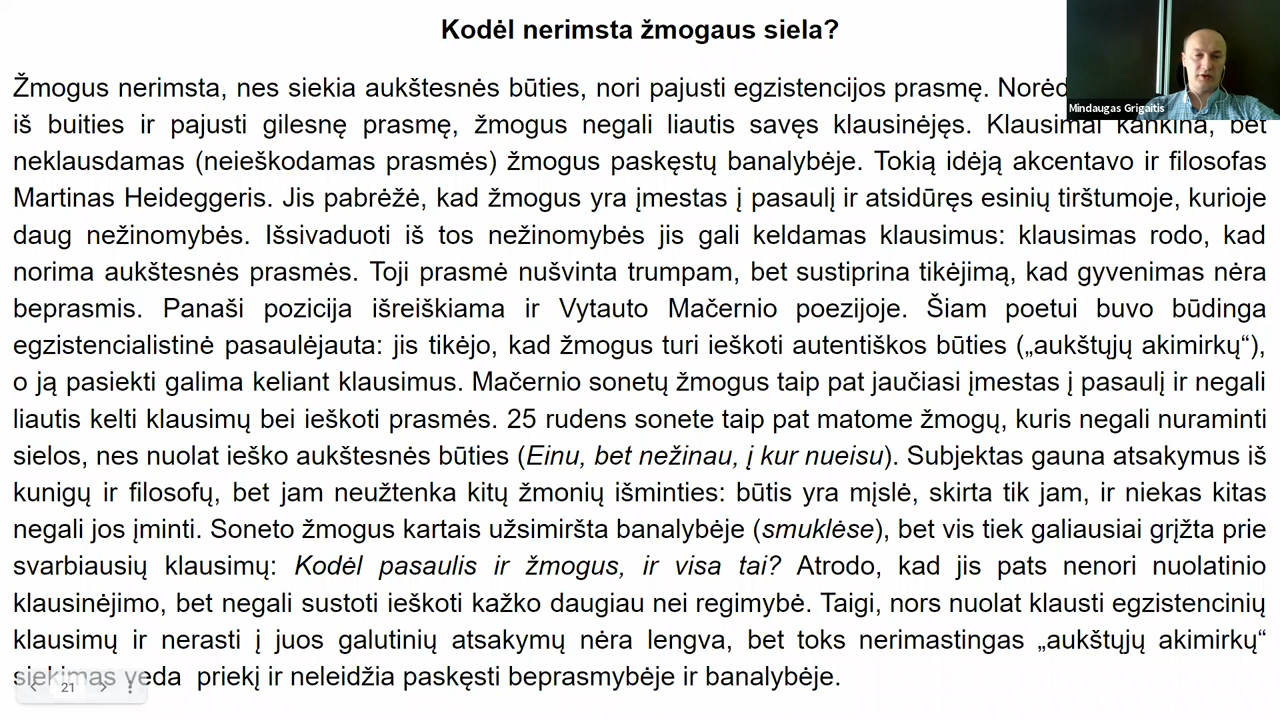 Kodėl nerimsta žmogaus siela?
Žmogus nerimsta, nes siekia aukštesnės būties, nori pajusti egzistencijos prasmę.
Mindaugas Grigaitis
iš buities ir pajusti gilesnę prasmę, žmogus negali liautis savęs klausinėjęs. Klausimai kankina, bet
neklausdamas (neieškodamas prasmės) žmogus paskęstų banalybėje. Tokią idėją akcentavo ir filosofas
Martinas Heideggeris. Jis pabrėžė, kad žmogus yra įmestas į pasaulį ir atsidūręs esinių tirštumoje, kurioje
daug nežinomybės. Išsivaduoti iš tos nežinomybės jis gali keldamas klausimus: klausimas rodo, kad
norima aukštesnės prasmės. Toji prasmė nušvinta trumpam, bet sustiprina tikėjimą, kad gyvenimas nėra
beprasmis. Panaši pozicija išreiškiama ir Vytauto Mačernio poezijoje. Šiam poetui buvo būdinga
egzistencialistinė pasaulėjauta: jis tikėjo, kad žmogus turi ieškoti autentiškos būties („aukštųjų akimirkų“),
o ją pasiekti galima keliant klausimus. Mačernio sonetų žmogus taip pat jaučiasi įmestas į pasaulį ir negali
liautis kelti klausimų bei ieškoti prasmės. 25 rudens sonete taip pat matome žmogų, kuris negali nuraminti
sielos, nes nuolat ieško aukštesnės būties (Einu, bet nežinau, į kur nueisu). Subjektas gauna atsakymus iš
kunigų ir filosofų, bet jam neužtenka kitų žmonių išminties: būtis yra mįslė, skirta tik jam, ir niekas kitas
negali jos įminti. Soneto žmogus kartais užsimiršta banalybėje (smuklėse), bet vis tiek galiausiai grįžta prie
svarbiausių klausimų: Kodėl pasaulis ir žmogus, ir visa tai? Atrodo, kad jis pats nenori nuolatinio
klausinėjimo, bet negali sustoti ieškoti kažko daugiau nei regimybė. Taigi, nors nuolat klausti egzistencinių
klausimų ir nerasti į juos galutinių atsakymų nėra lengva, bet toks nerimastingas „aukštųjų akimirkų“
siekimas veda priekį ir neleidžia paskęsti beprasmybėje ir banalybėje.
21